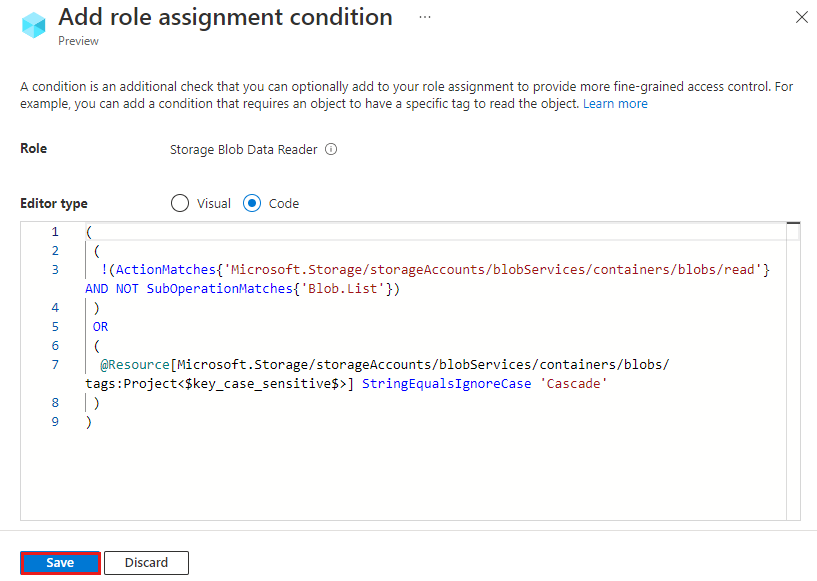 Add role assignment condition ...
Preview
A condition is an additional check that you can optionally add to your role assignment to provide more fine-grained access control. For
example, you can add a condition that requires an object to have a specific tag to read the object. Learn more
Role Storage Blob Data Reader
Editor type Visual Code
1 (
2 (
3 !(ActionMatches{'Microsoft.Storage/storageAccounts/blobServices/containers/blobs/read'}
AND NOT SubOperationMatches{'Blob.List'})
4 )
5 OR
6 (
7 @Resource[Microsoft.Storage/storageAccounts/blobServices/containers/blobs/
tags:Project<$key_case_sensitive$>] StringEqualsIgnoreCase 'Cascade'
8 )
9 )
Save Discard